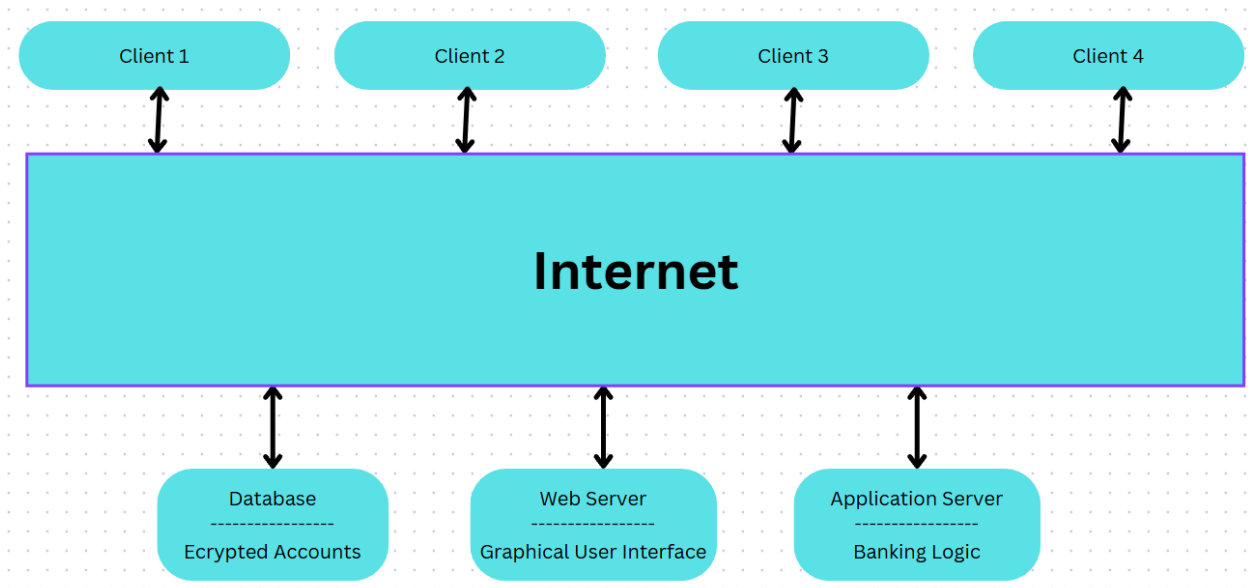 Client 1
Client 2
Client 3
Client 4
Internet
Database
-----------------
Ecrypted Accounts
Web Server
-----------------
Graphical User Interface
Application Server
-----------------
Banking Logic